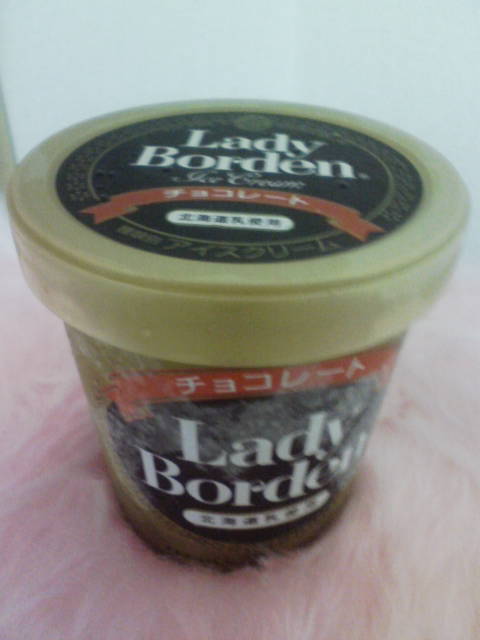 Lady
Borden®
Ice Cream
チョコレート
北海道乳使用
アイスクリーム
チョコレート
Lady
Borden
北海道乳使用